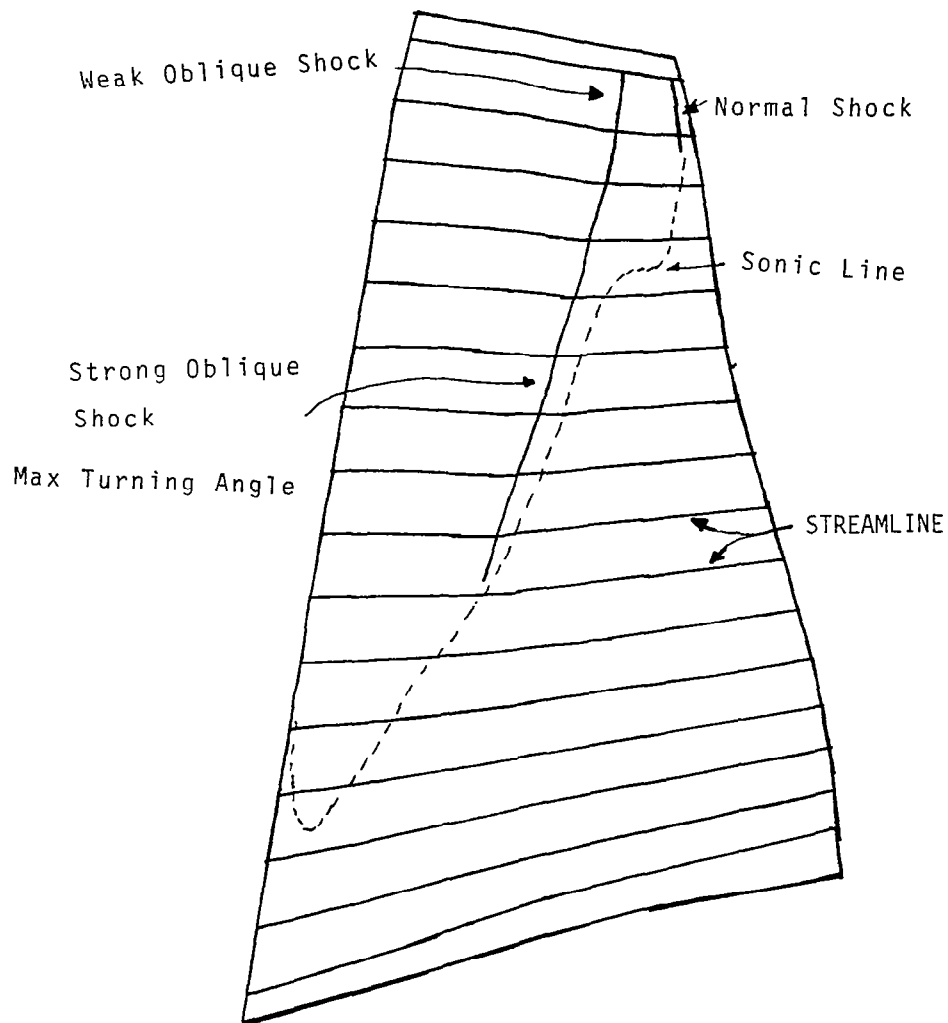 Weak Oblique Shock
Normal Shock
Sonic Line
Strong Oblique
Shock
Max Turning Angle
STREAMLINE